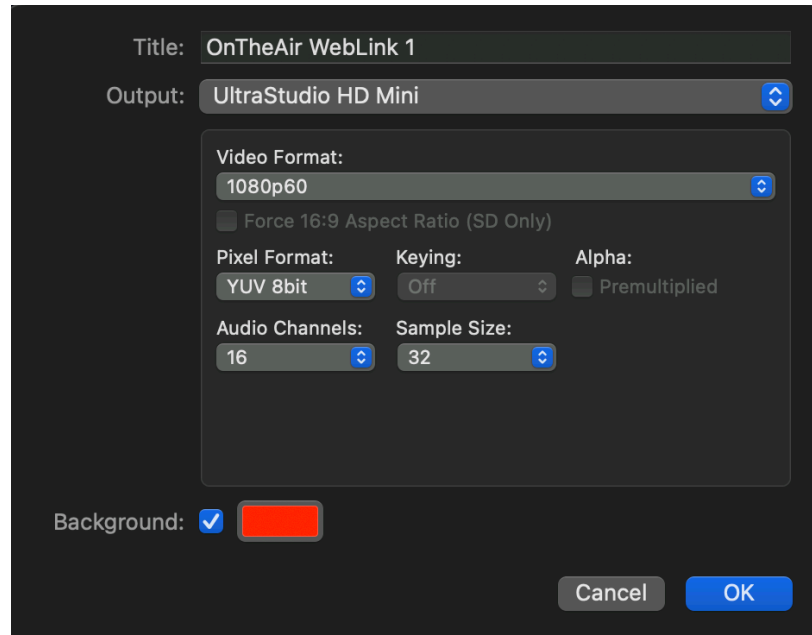 Title: OnTheAir WebLink 1
Output: UltraStudio HD Mini
Video Format:
1080p60
Force 16:9 Aspect Ratio (SD Only)
Pixel Format: Keying: Alpha:
YUV 8bit Off Premultiplied
Audio Channels: Sample Size:
16 32
Background:
Cancel OK